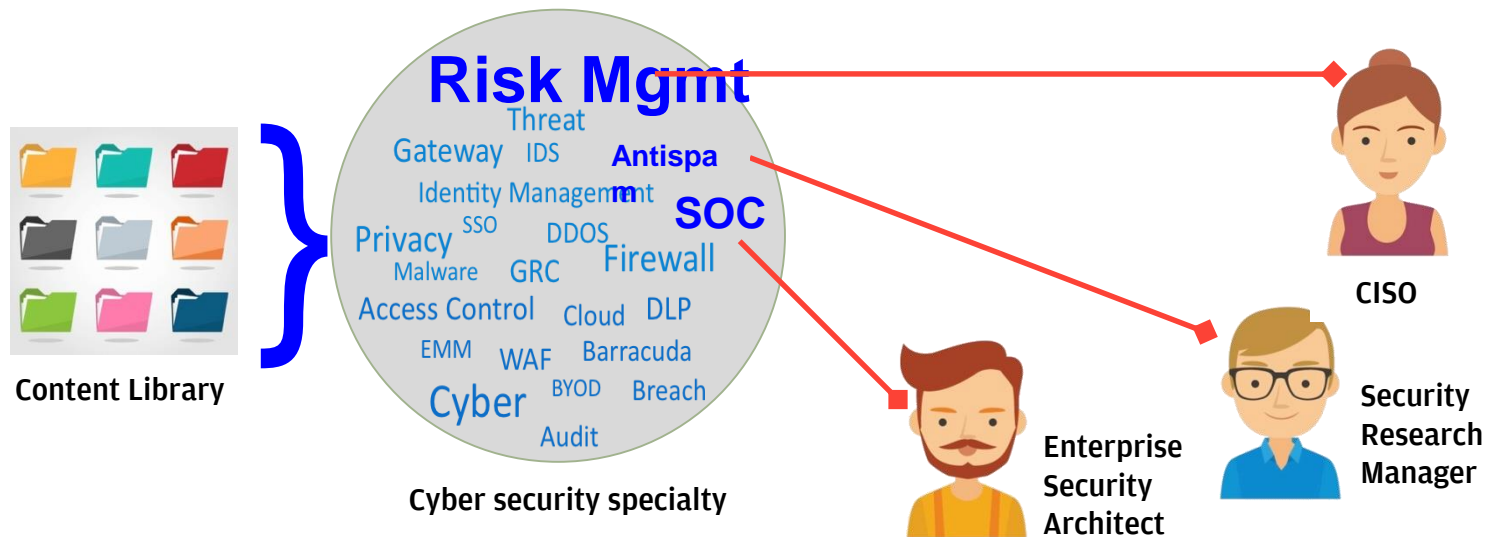 Risk Mgmt
Threat
Gateway IDS
Antispa
m
Identity Management
SOC
SSO
Privacy
DDOS
Firewall
Malware GRC
Access Control Cloud DLP
EMM WAF Barracuda
Cyber BYOD Breach
Audit
Content Library
Cyber security specialty
CISO
Security
Research
Manager
Enterprise
Security
Architect